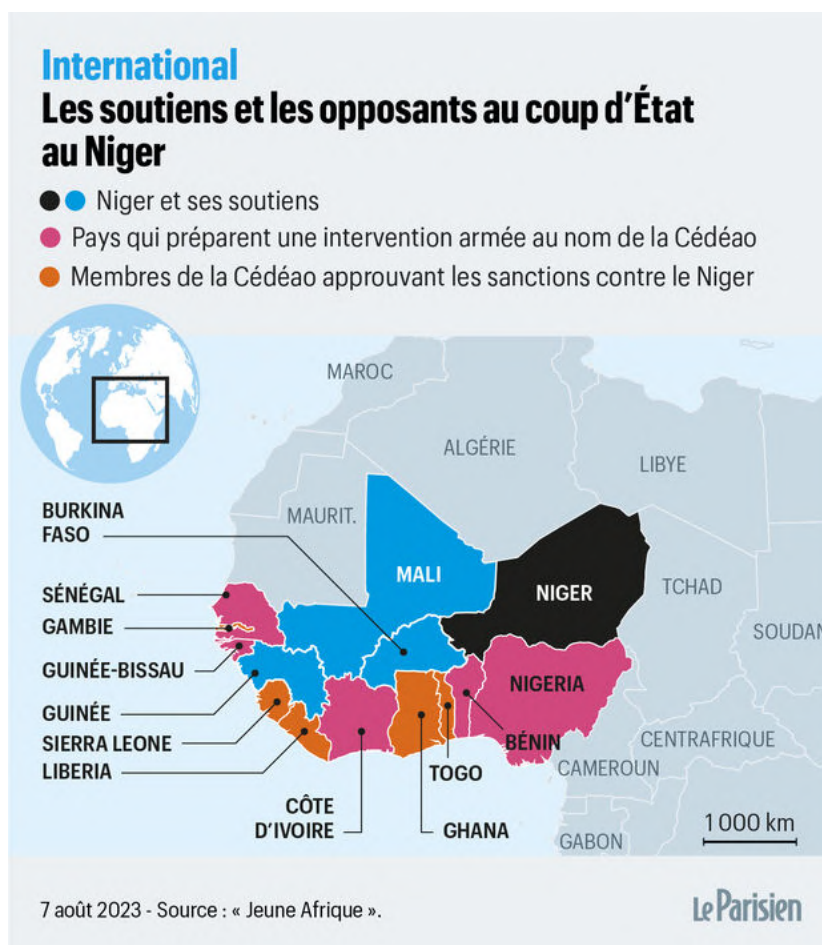 International
Les soutiens et les opposants au coup d'État
au Niger
Niger et ses soutiens
Pays qui préparent une intervention armée au nom de la Cédéao
Membres de la Cédéao approuvant les sanctions contre le Niger
MAROC
ALGÉRIE
LIBYE
BURKINA
FASO
MAURIT.
MALI
NIGER
TCHAD
SÉNÉGAL
GAMBIE
SOUDAN
GUINÉE-BISSAU
NIGERIA
GUINÉE
SIERRA LEONE
BÉNIN
CENTRAFRIQUE
LIBERIA
TOGO
CAMEROUN
CÔTE
D'IVOIRE
GHANA
GABON
1 000 km
7 août 2023 - Source : « Jeune Afrique ».
Le Parisien